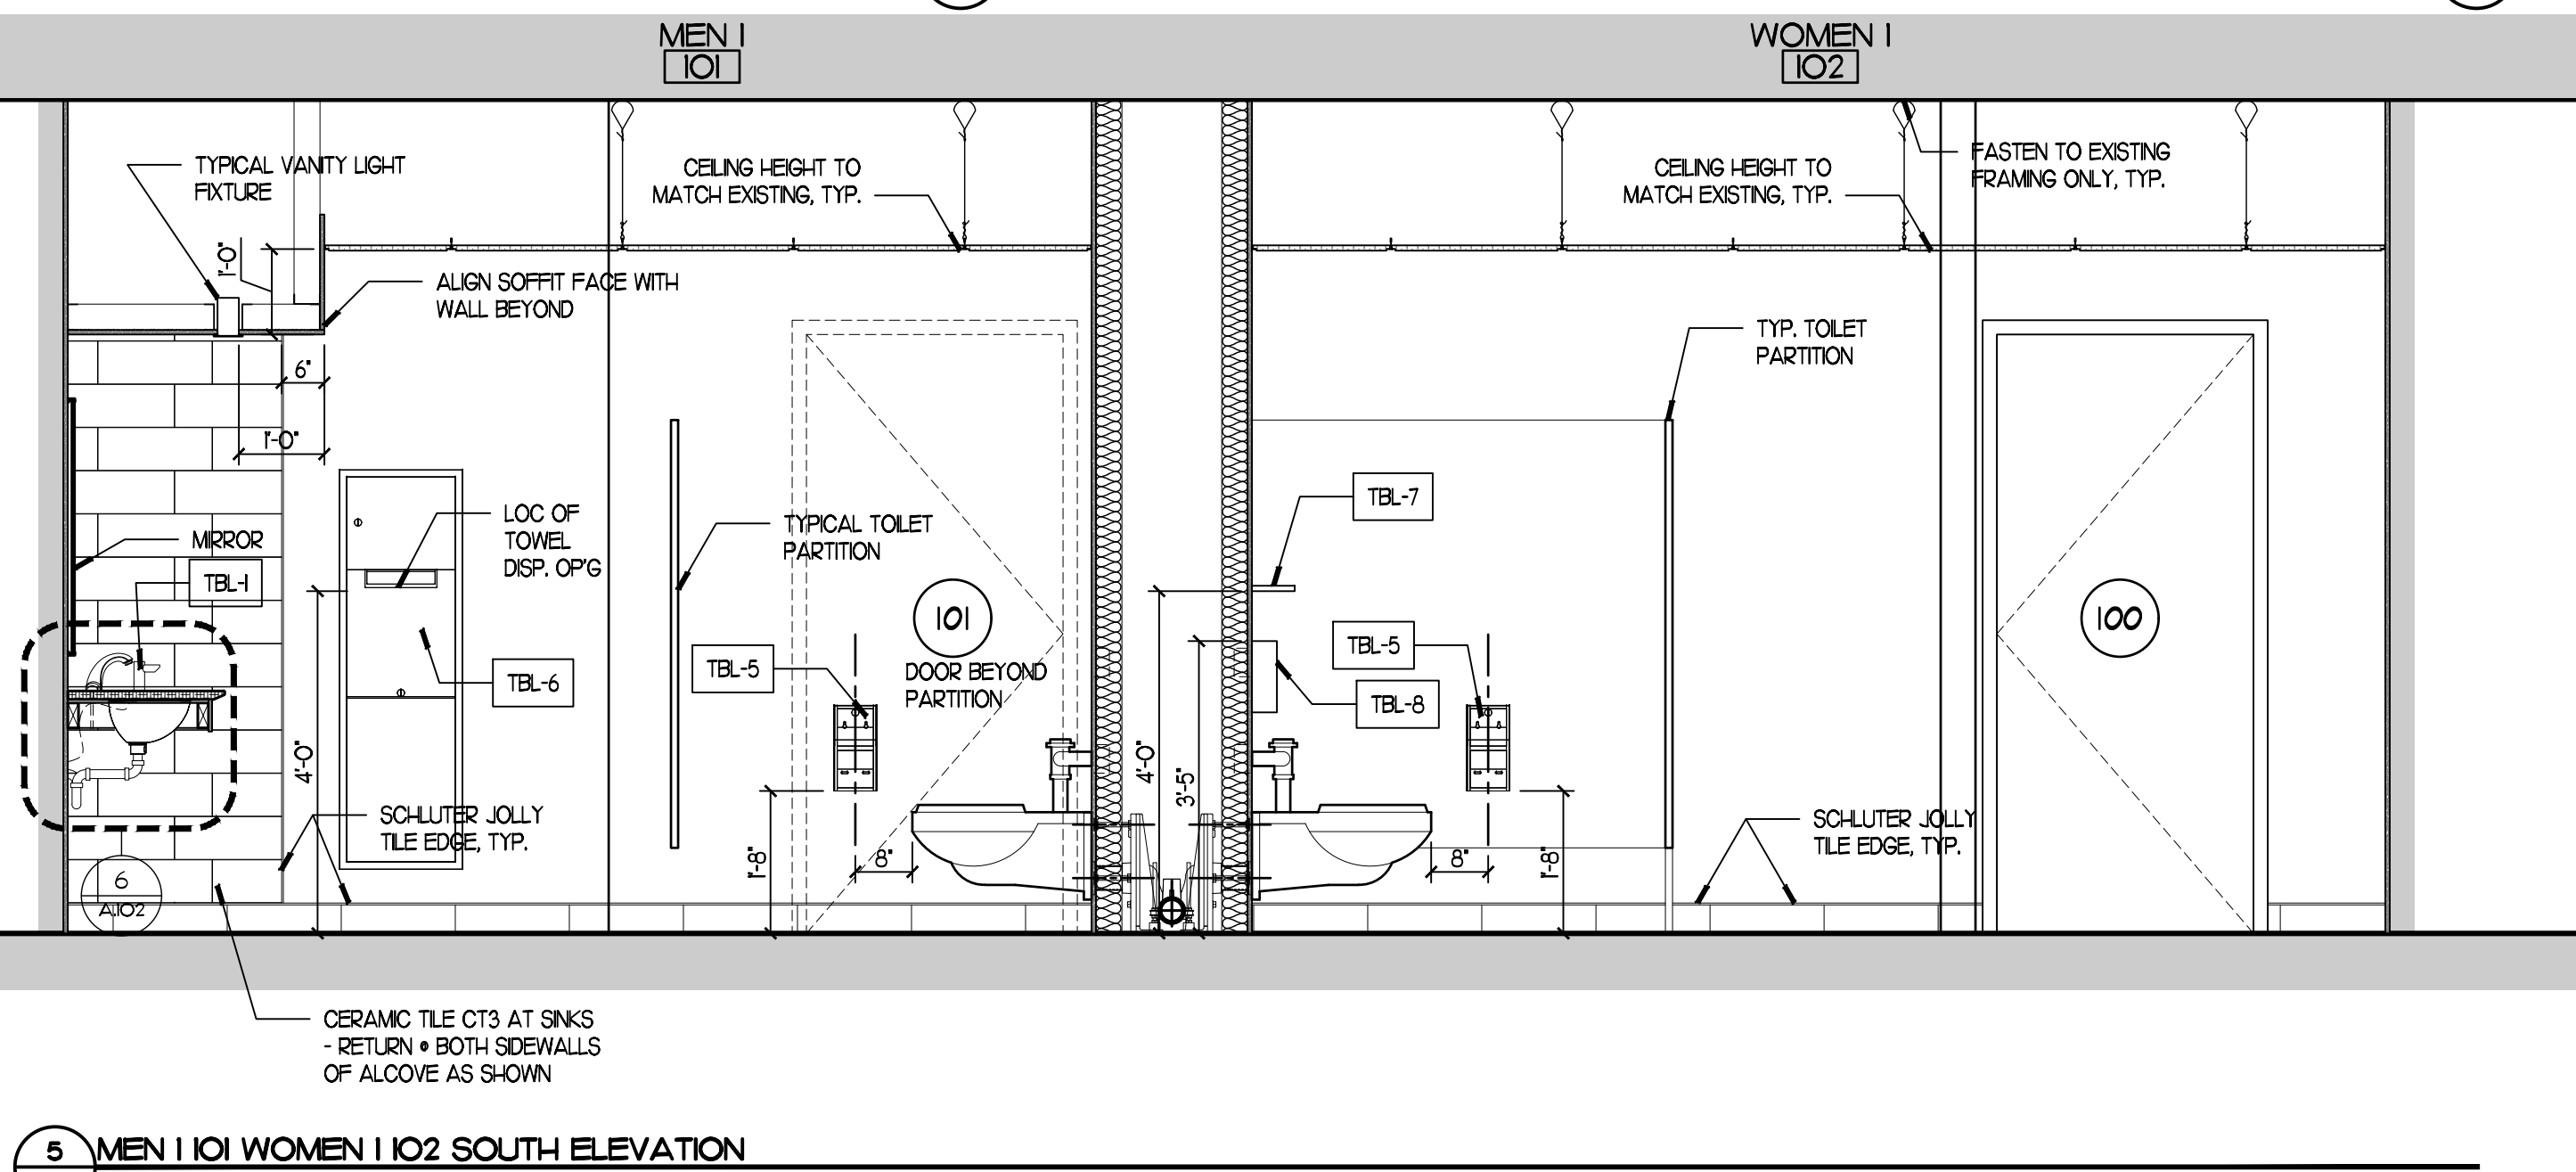 MEN 1
101
WOMEN 1
102
TYPICAL VANITY LIGHT
FIXTURE
CEILING HEIGHT TO
MATCH EXISTING, TYP.
CEILING HEIGHT TO
MATCH EXISTING, TYP.
FASTEN TO EXISTING
FRAMING ONLY, TYP.
1'-0"
ALIGN SOFFIT FACE WITH
WALL BEYOND
TYP. TOILET
PARTITION
6"
1'-0"
LOC OF
TOWEL
DISP. OP'G
TYPICAL TOILET
PARTITION
TBL-7
MIRROR
TBL-1
101
DOOR BEYOND
PARTITION
TBL-5
TBL-5
100
TBL-6
TBL-8
4'-0"
4'-0"
3'-5"
SCHLUTER JOLLY
TILE EDGE, TYP.
SCHLUTER JOLLY
TILE EDGE, TYP.
1'-8"
8"
8"
1'-8"
6
A.102
CERAMIC TILE CT3 AT SINKS
- RETURN @ BOTH SIDEWALLS
OF ALCOVE AS SHOWN
5
MEN 1 101 WOMEN 1 102 SOUTH ELEVATION